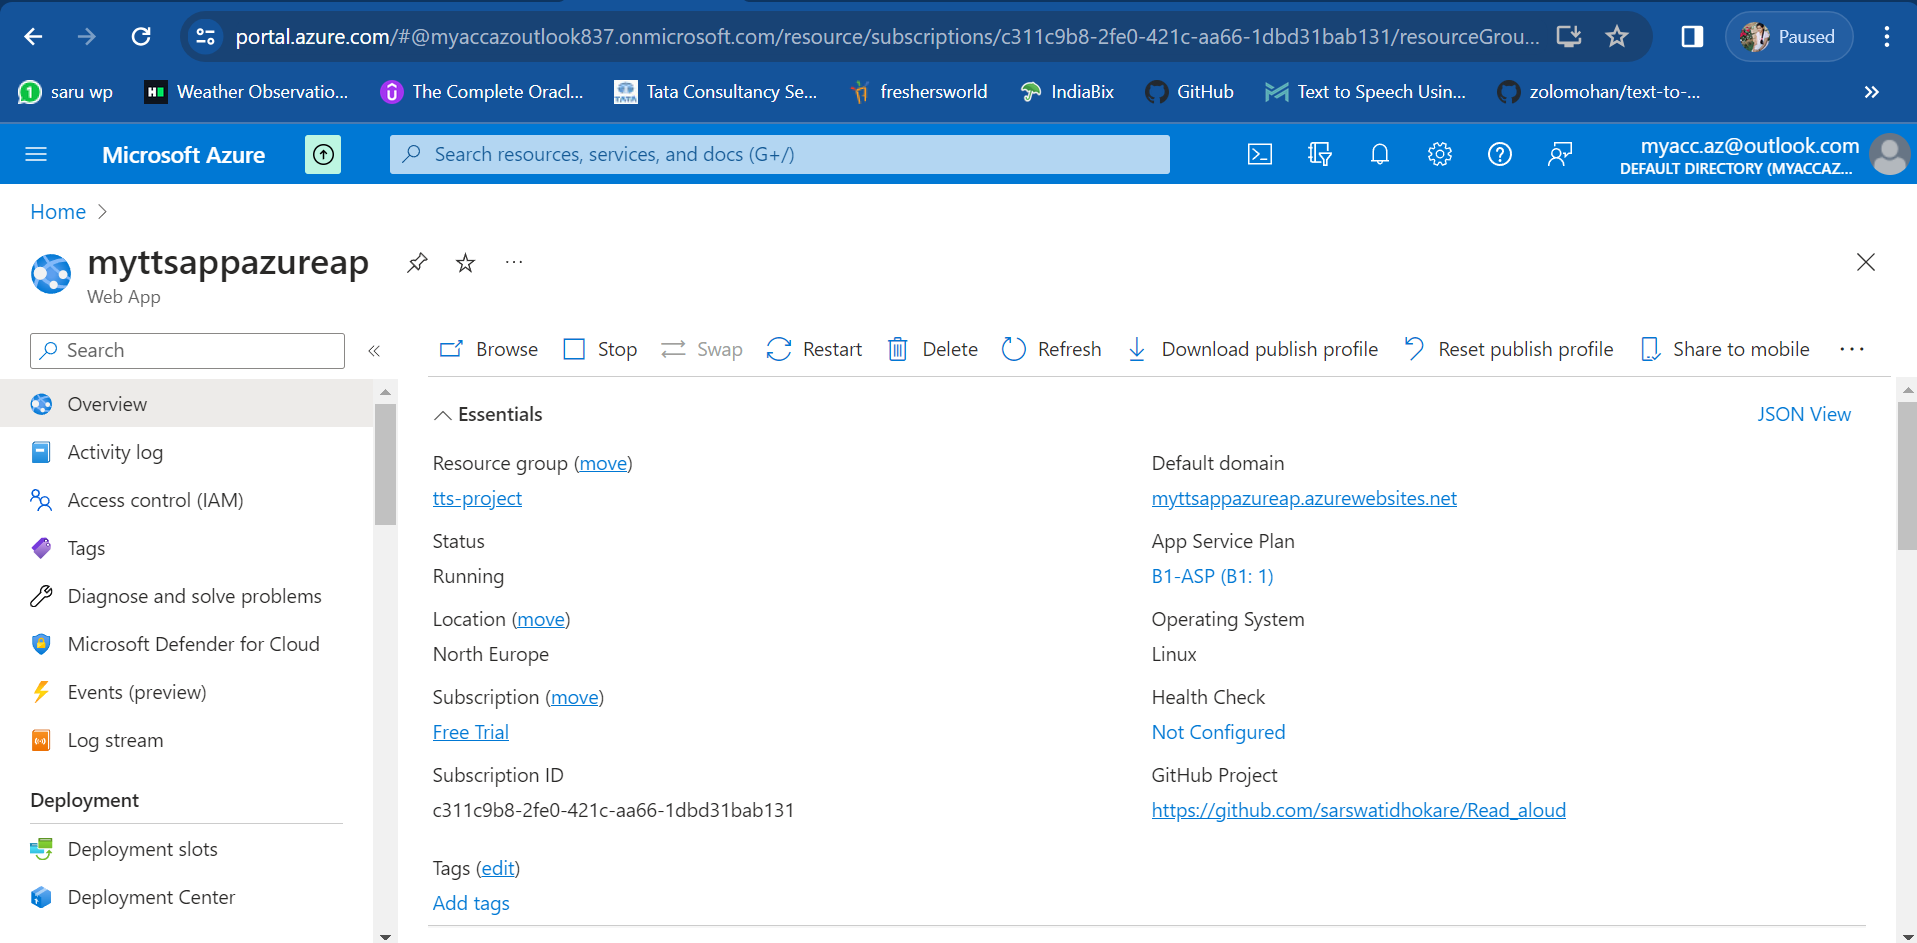 portal.azure.com/#@myaccazoutlook837.onmicrosoft.com/resource/subscriptions/c311c9b8-2fe0-421c-aa66-1dbd31bab131/resourceGrou...
Paused
saru wp
Weather Observatio...
The Complete Oracl...
Tata Consultancy Se...
freshersworld
IndiaBix
GitHub
Text to Speech Usin...
zolomohan/text-to-...
Microsoft Azure
Search resources, services, and docs (G+/)
myacc.az@outlook.com
DEFAULT DIRECTORY (MYACCAZ...
Home
myttsappazureap
Web App
Search
Browse
Stop
Swap
Restart
Delete
Refresh
Download publish profile
Reset publish profile
Share to mobile
Overview
Activity log
Access control (IAM)
Tags
Diagnose and solve problems
Microsoft Defender for Cloud
Events (preview)
Log stream
Deployment
Deployment slots
Deployment Center
Essentials
JSON View
Resource group (move)
tts-project
Status
Running
Location (move)
North Europe
Subscription (move)
Free Trial
Subscription ID
c311c9b8-2fe0-421c-aa66-1dbd31bab131
Default domain
myttsappazureap.azurewebsites.net
App Service Plan
B1-ASP (B1: 1)
Operating System
Linux
Health Check
Not Configured
GitHub Project
https://github.com/sarswatidhokare/Read_aloud
Tags (edit)
Add tags